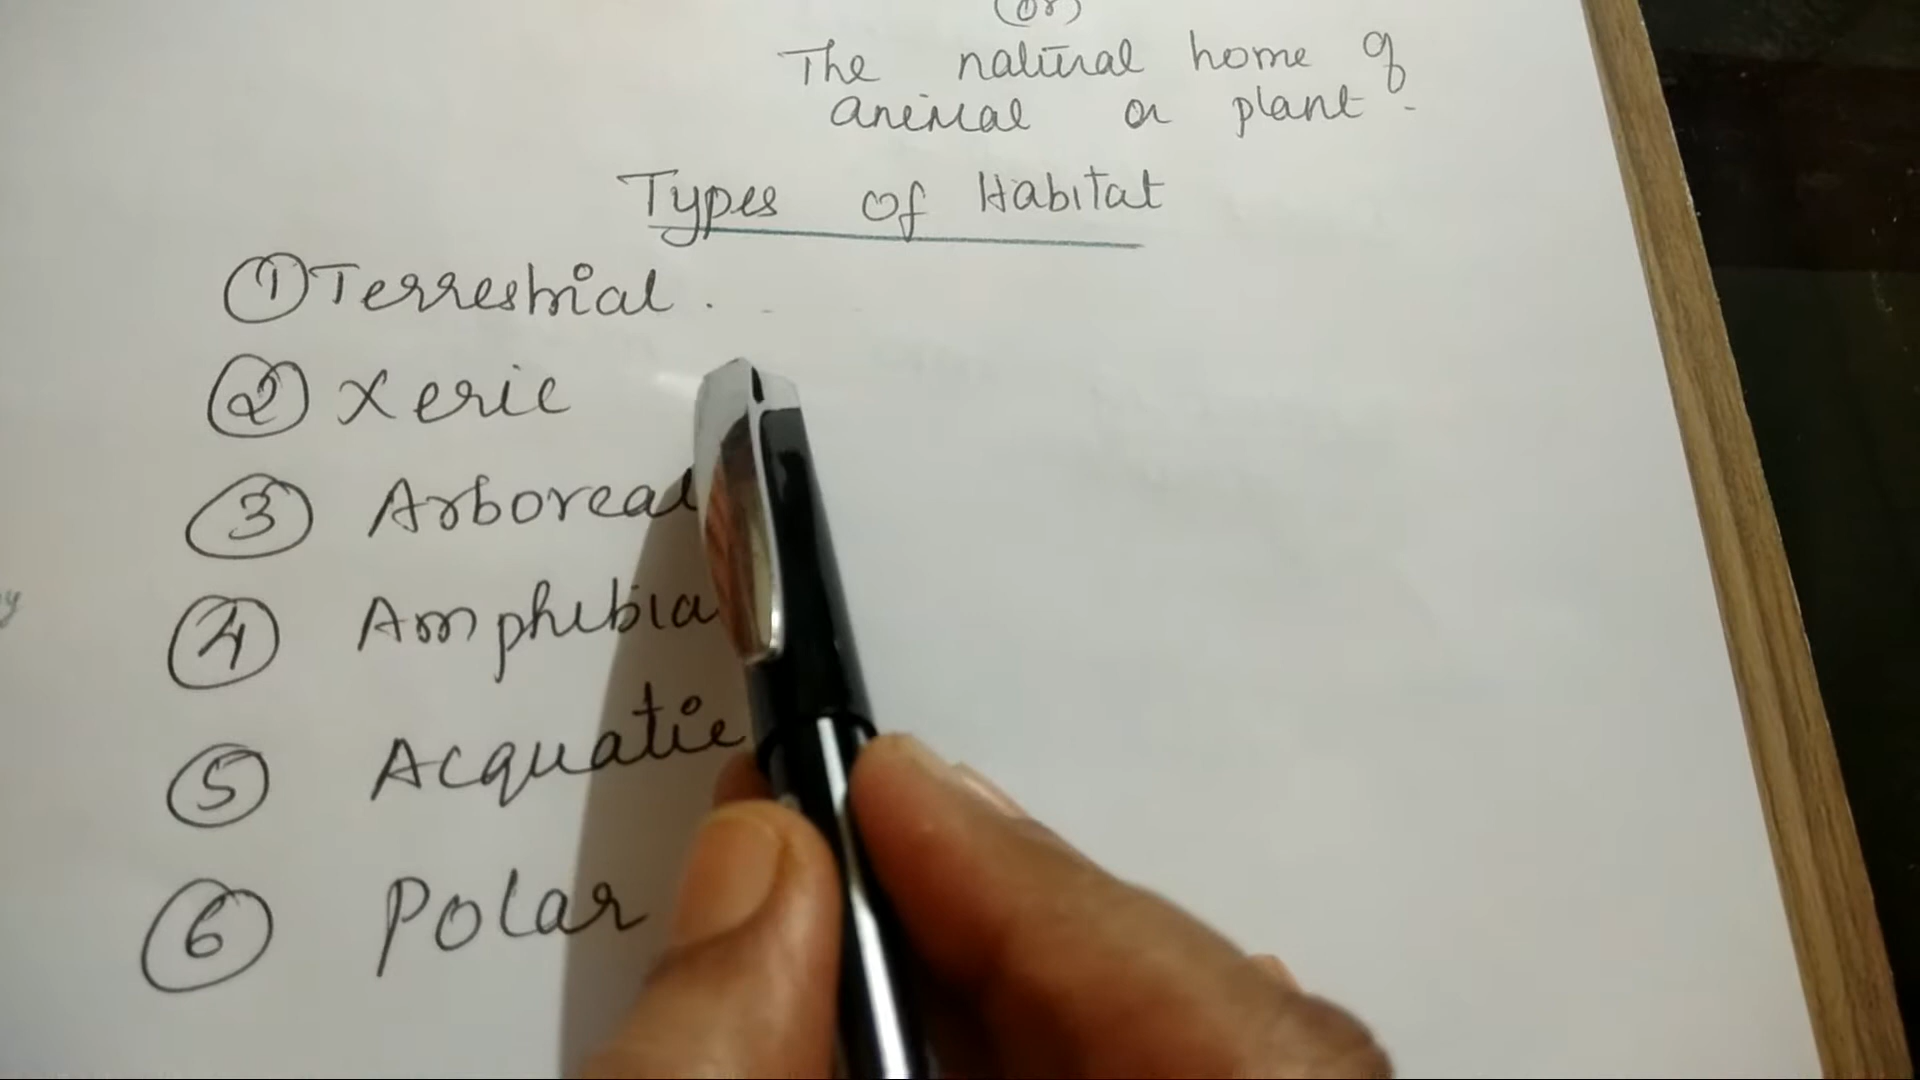 (or)
The natural home of
animal or plant.
Types of Habitat
① Terrestrial.
② Xeric
③ Arboreal
④ Amphibia
⑤ Acquatic
⑥ Polar